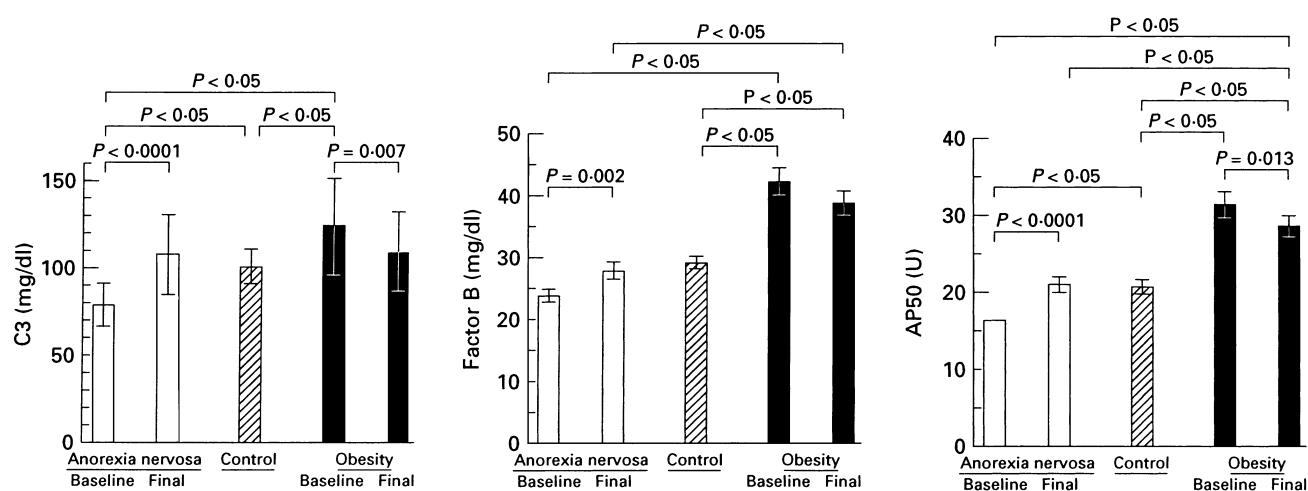 P < 0·05
P < 0·05 P < 0·05
P < 0·0001 P = 0·007
150
100
50
0
C3 (mg/dl)
Anorexia nervosa Control Obesity
Baseline Final Baseline Final
P < 0·05
P < 0·05
P < 0·05
P < 0·05
P = 0·002
50
40
30
20
10
0
Factor B (mg/dl)
Anorexia nervosa Control Obesity
Baseline Final Baseline Final
P < 0·05
P < 0·05
P < 0·05
P < 0·05
P = 0·013
P < 0·05
P < 0·0001
40
30
20
10
0
AP50 (U)
Anorexia nervosa Control Obesity
Baseline Final Baseline Final